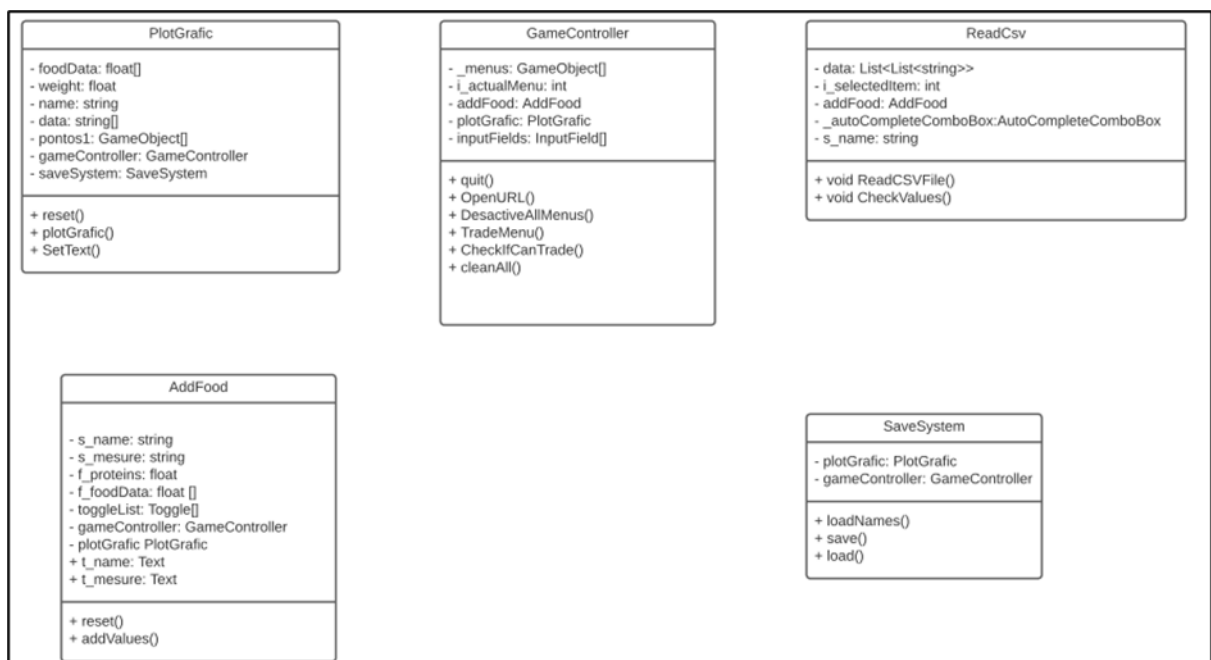 PlotGrafic
- foodData: float[]
- weight: float
- name: string
- data: string[]
- pontos1: GameObject[]
- gameController: GameController
- saveSystem: SaveSystem
+ reset()
+ plotGrafic()
+ SetText()
GameController
- _menus: GameObject[]
- i_actualMenu: int
- addFood: AddFood
- plotGrafic: PlotGrafic
- inputFields: InputField[]
+ quit()
+ OpenURL()
+ DesactiveAllMenus()
+ TradeMenu()
+ CheckIfCanTrade()
+ cleanAll()
ReadCsv
- data: List<List<string>>
- i_selectedItem: int
- addFood: AddFood
- _autoCompleteComboBox:AutoCompleteComboBox
- s_name: string
+ void ReadCSVFile()
+ void CheckValues()
AddFood
- s_name: string
- s_mesure: string
- f_proteins: float
- f_foodData: float []
- toggleList: Toggle[]
- gameController: GameController
- plotGrafic PlotGrafic
+ t_name: Text
+ t_mesure: Text
+ reset()
+ addValues()
SaveSystem
- plotGrafic: PlotGrafic
- gameController: GameController
+ loadNames()
+ save()
+ load()